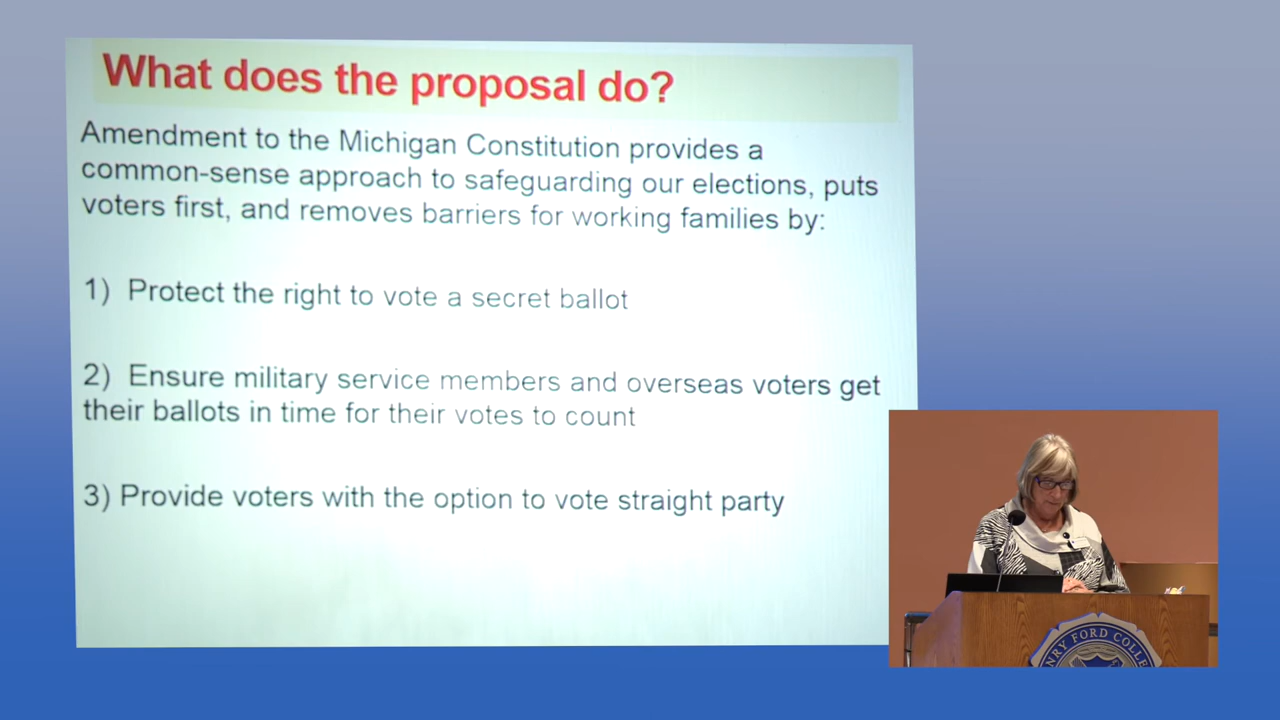 What does the proposal do?
Amendment to the Michigan Constitution provides a
common-sense approach to safeguarding our elections, puts
voters first, and removes barriers for working families by:
1) Protect the right to vote a secret ballot
2) Ensure military service members and overseas voters get
their ballots in time for their votes to count
3) Provide voters with the option to vote straight party
NRY FORD COLLE